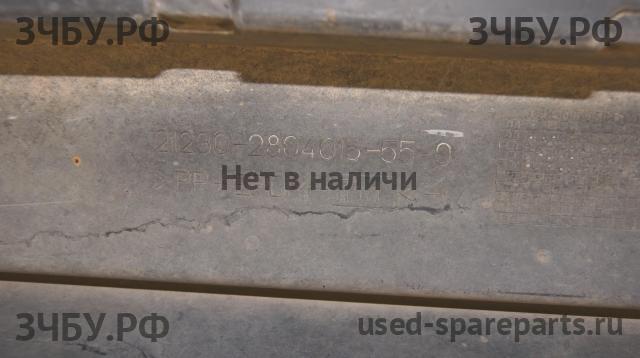 ЗЧБУ.РФ
ЗЧБУ.РФ
21230-2804015-55-0
Нет в наличи
ЗЧБУ.РФ
used-spareparts.ru